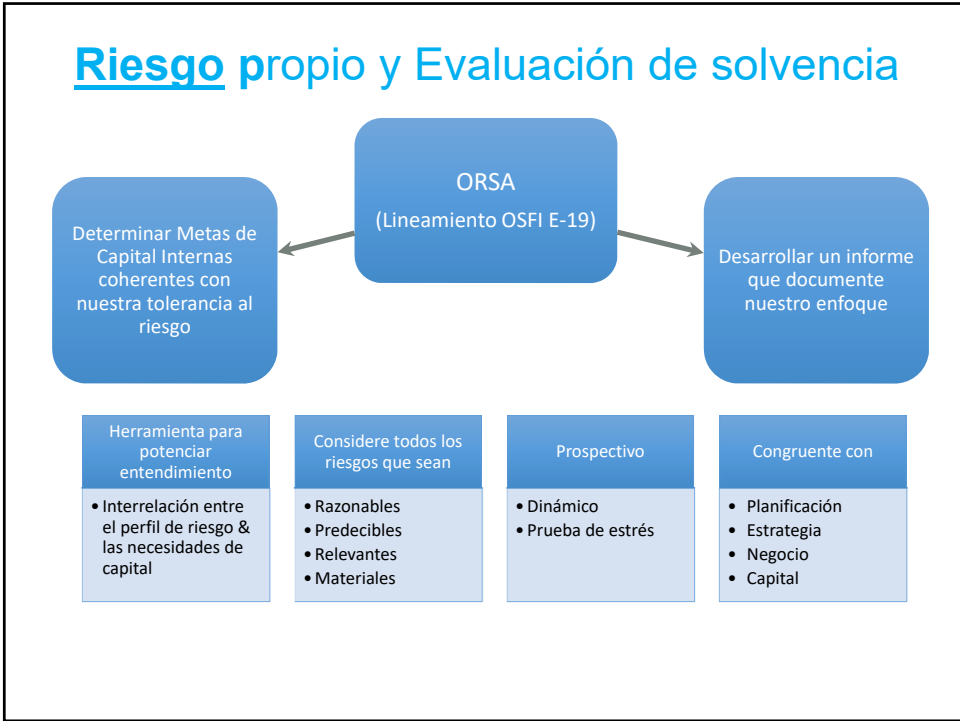 Riesgo propio y Evaluación de solvencia
ORSA
(Lineamiento OSFI E-19)
Determinar Metas de
Capital Internas
coherentes con
nuestra tolerancia al
riesgo
Desarrollar un informe
que documente
nuestro enfoque
Herramienta para
potenciar
entendimiento
• Interrelación entre
el perfil de riesgo &
las necesidades de
capital
Considere todos los
riesgos que sean
• Razonables
• Predecibles
• Relevantes
• Materiales
Prospectivo
• Dinámico
• Prueba de estrés
Congruente con
• Planificación
• Estrategia
• Negocio
• Capital